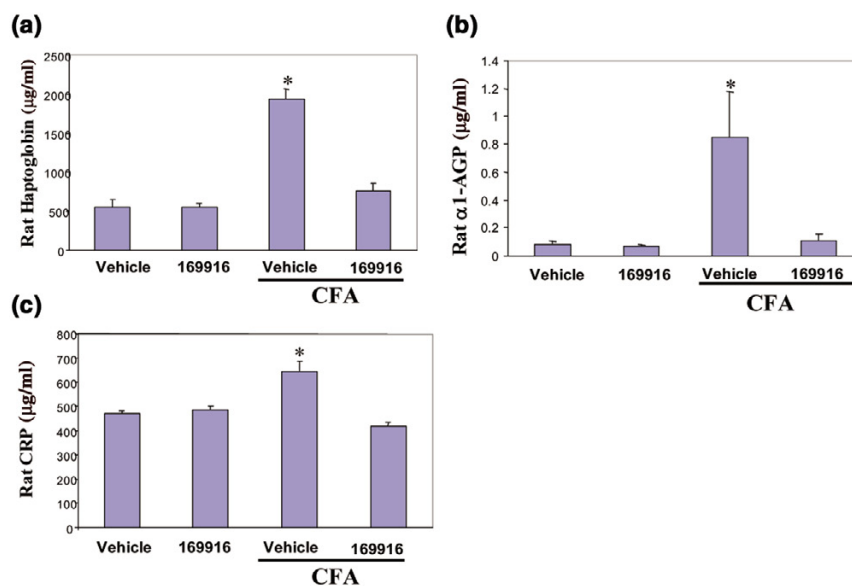 (a)
Rat Haptoglobin (µg/ml)
2500
2000
1500
1000
500
0
*
Vehicle 169916 Vehicle 169916
CFA
(b)
Rat α1-AGP (µg/ml)
1.4
1.2
1
0.8
0.6
0.4
0.2
0
*
Vehicle 169916 Vehicle 169916
CFA
(c)
Rat CRP (µg/ml)
800
700
600
500
400
300
200
100
0
*
Vehicle 169916 Vehicle 169916
CFA